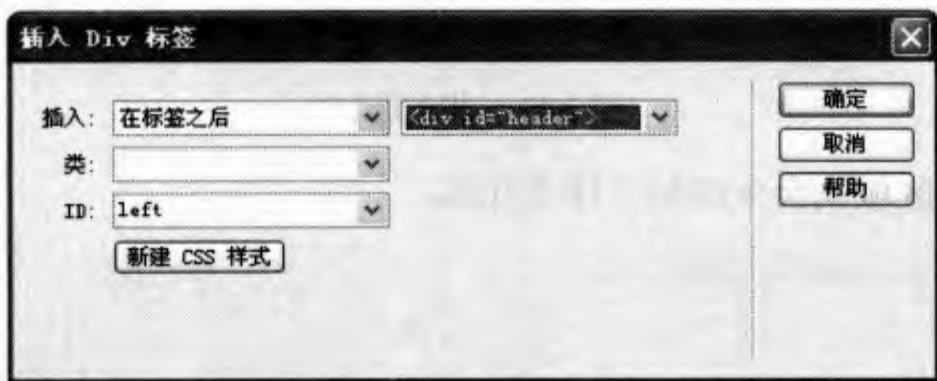 插入 Div 标签
插入: 在标签之后 <div id="header">
类:
ID: left
新建 CSS 样式
确定
取消
帮助